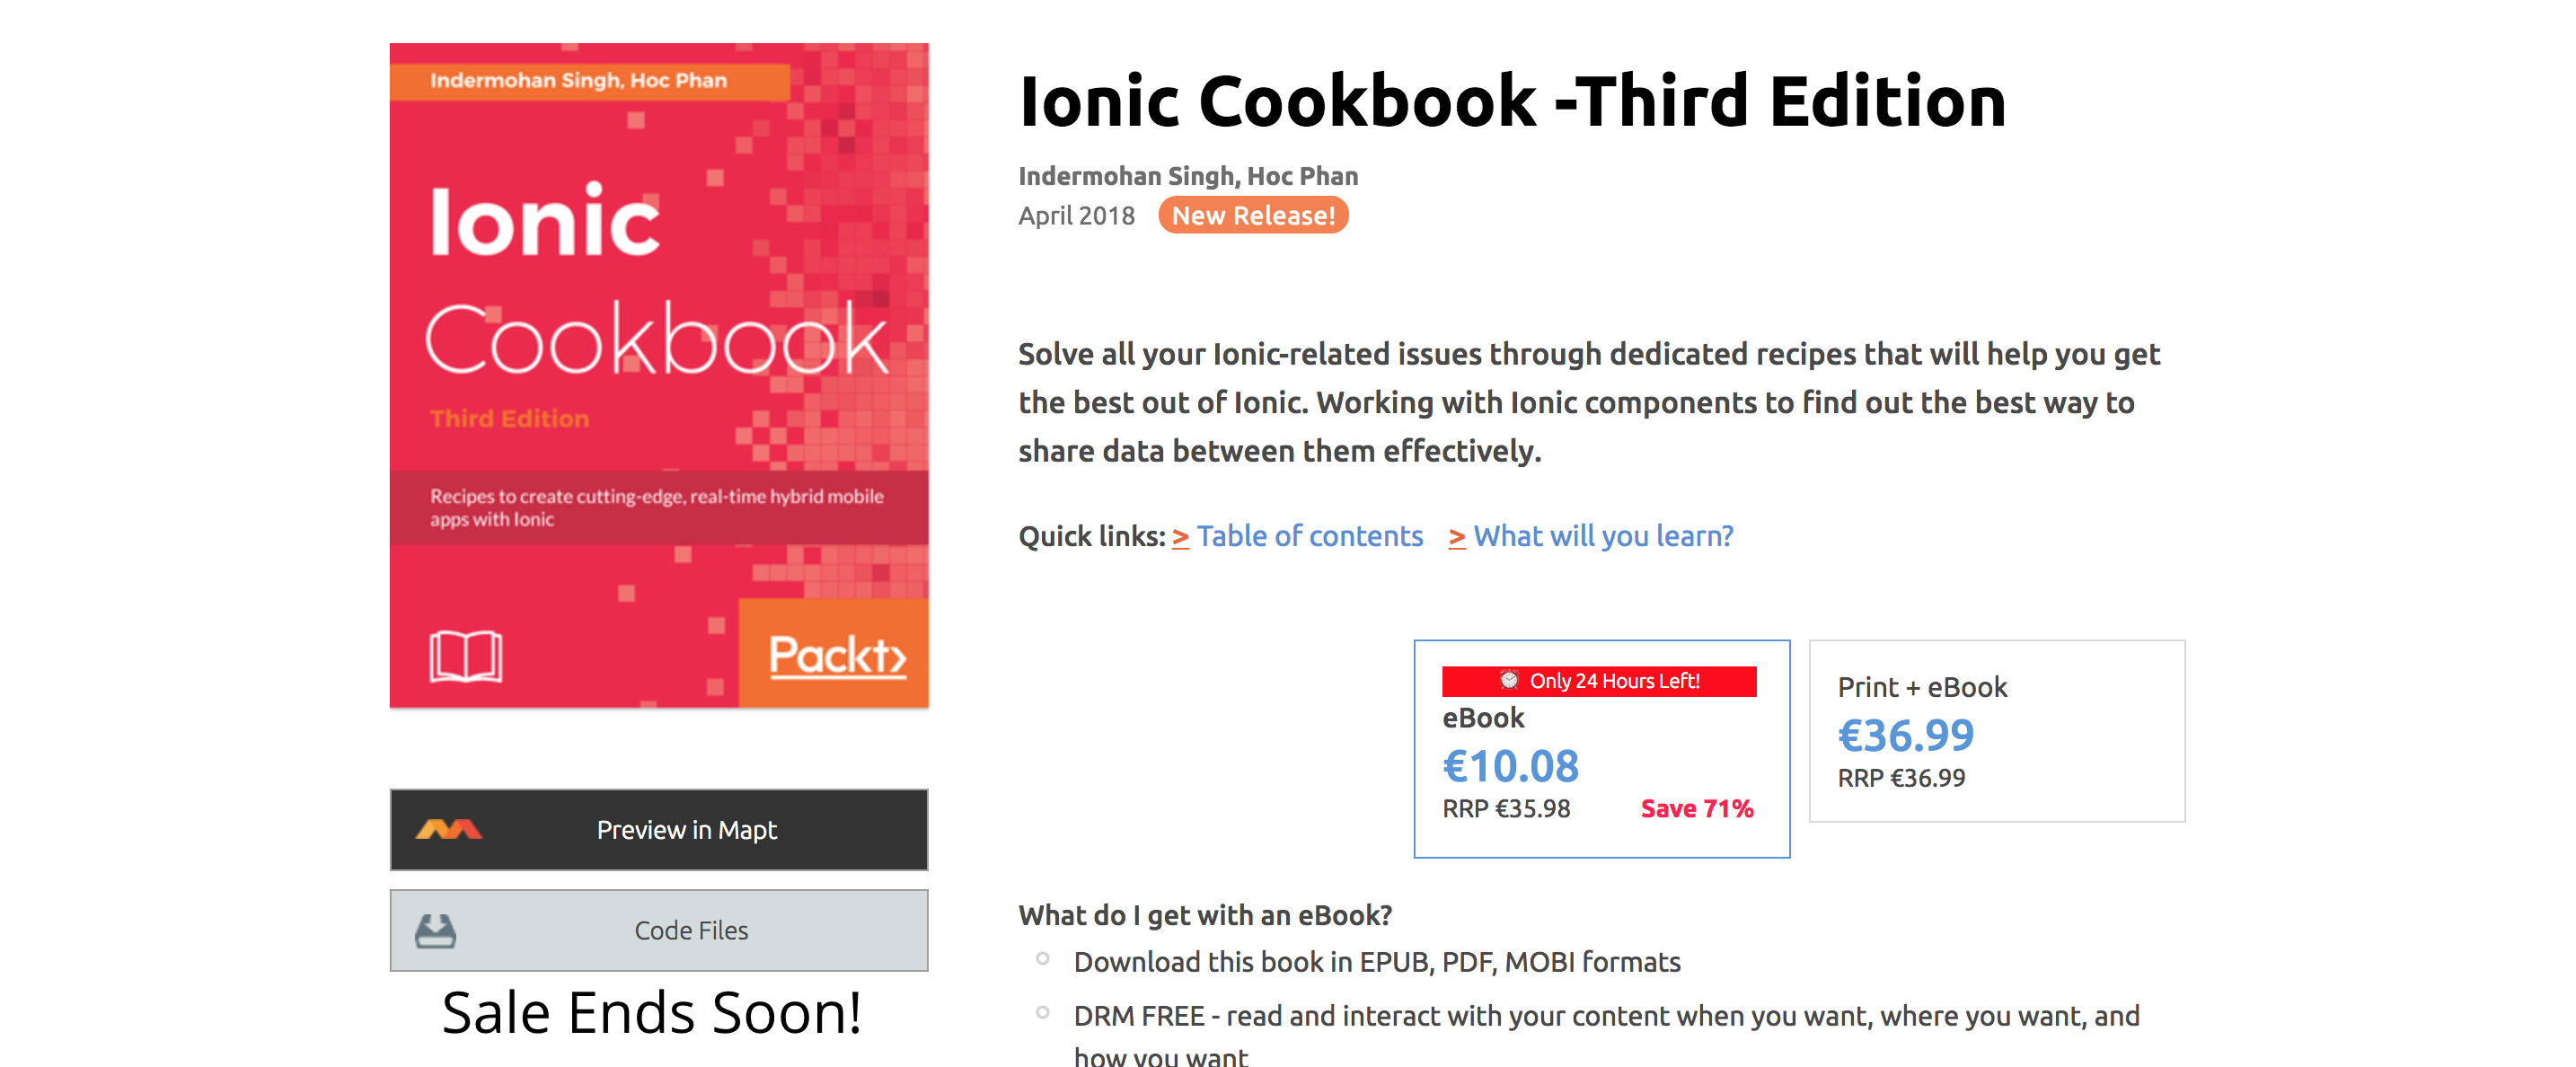 Indermohan Singh, Hoc Phan
Ionic
Cookbook
Third Edition
Recipes to create cutting-edge, real-time hybrid mobile
apps with Ionic
Packt>
Preview in Mapt
Code Files
Sale Ends Soon!
Ionic Cookbook -Third Edition
Indermohan Singh, Hoc Phan
April 2018 New Release!
Solve all your Ionic-related issues through dedicated recipes that will help you get
the best out of Ionic. Working with Ionic components to find out the best way to
share data between them effectively.
Quick links: > Table of contents > What will you learn?
⏰ Only 24 Hours Left!
eBook
€10.08
RRP €35.98 Save 71%
Print + eBook
€36.99
RRP €36.99
What do I get with an eBook?
Download this book in EPUB, PDF, MOBI formats
DRM FREE - read and interact with your content when you want, where you want, and
how you want